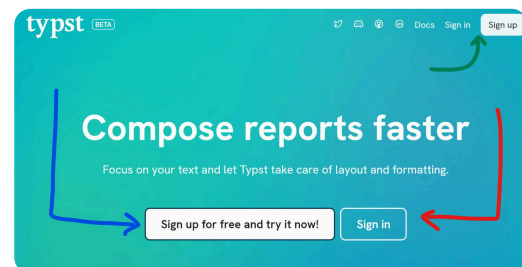 typst BETA Docs Sign in Sign up
Compose reports faster
Focus on your text and let Typst take care of layout and formatting.
Sign up for free and try it now! Sign in